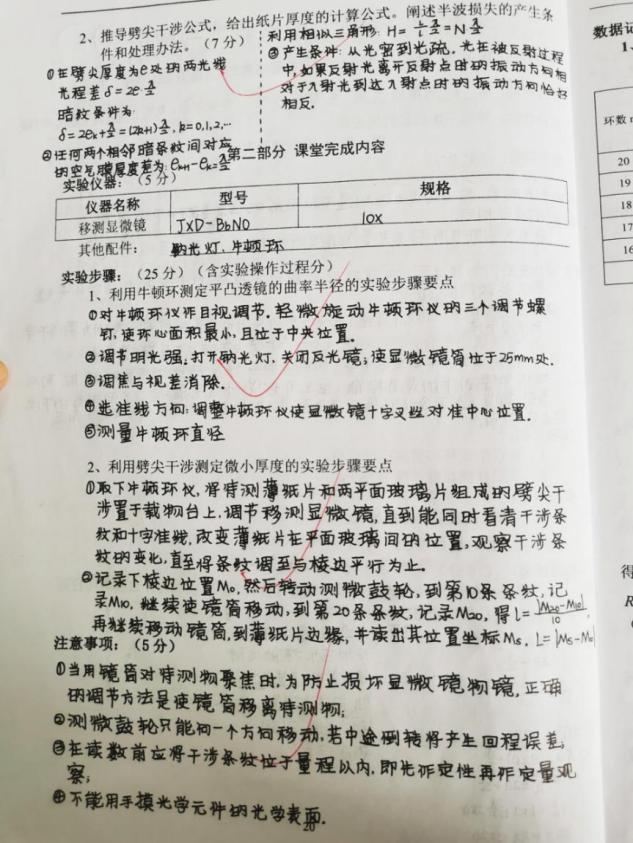 2、推导劈尖干涉公式，给出纸片厚度的计算公式。阐述半波损失的产生条
件和处理办法。（7分）
①在劈尖厚度为e处的两光线
光程差δ=2e+λ/2
暗纹条件为
δ=2eₖ+λ/2=(2k+1)λ/2, k=0,1,2,…
②任何两个相邻暗条纹间对应
的空气膜厚度差为: eₖ₊₁-eₖ=λ/2
利用相似三角形: H=L/l·λ/2=Nλ/2
③产生条件: 从光密到光疏, 光在被反射过程
中, 如果反射光离开反射点时的振动方向相
对于入射光到达入射点时的振动方向恰好
相反.
第二部分 课堂完成内容
实验仪器：（5分）
仪器名称 型号 规格
移测显微镜 JXD-BbNO 10x
其他配件： 钠光灯, 牛顿环
实验步骤：（25分）（含实验操作过程分）
1、利用牛顿环测定平凸透镜的曲率半径的实验步骤要点
①对牛顿环仪作目视调节. 轻微旋动牛顿环仪的三个调节螺
钉, 使环心面积最小, 且位于中央位置.
②调节明光强; 打开钠光灯, 关闭反光镜; 使显微镜筒位于25mm处.
③调焦与视差消除.
④选准线方向: 调整牛顿环仪使显微镜十字叉丝对准中心位置.
⑤测量牛顿环直径
2、利用劈尖干涉测定微小厚度的实验步骤要点
①取下牛顿环仪, 将待测薄纸片和两平面玻璃片组成的劈尖干
涉置于载物台上, 调节移测显微镜, 直到能同时看清干涉条
纹和十字准线, 改变薄纸片在平面玻璃间的位置, 观察干涉条
纹的变化, 直至将条纹调至与棱边平行为止.
②记录下棱边位置M₀, 然后转动测微鼓轮, 到第10条条纹, 记
录M₁₀, 继续使镜筒移动, 到第20条条纹, 记录M₂₀, 得l=|M₂₀-M₁₀|/10,
再继续移动镜筒, 到薄纸片边缘, 并读出其位置坐标Ms, L=|Ms-M₀|
注意事项：（5分）
①当用镜筒对待测物聚焦时, 为防止损坏显微镜物镜, 正确
的调节方法是使镜筒移离待测物;
②测微鼓轮只能向一个方向移动, 若中途倒转将产生回程误差;
③在读数前应将干涉条纹位于量程以内, 即先作定性再作定量观
察;
④不能用手摸光学元件的光学表面.
20
数据记
1、
环数
20
19
18
17
16
得